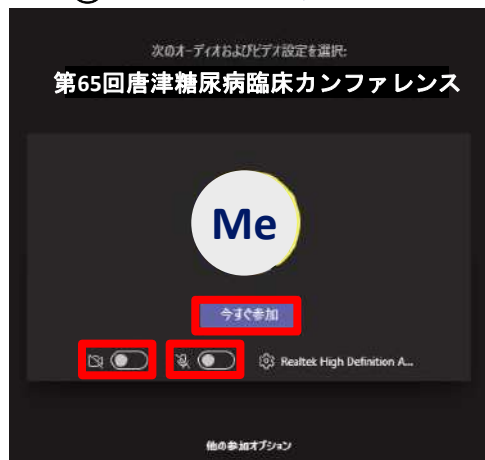 次のオーディオおよびビデオ設定を選択:
第65回唐津糖尿病臨床カンファレンス
Me
今すぐ参加
Realtek High Definition A...
他の参加オプション